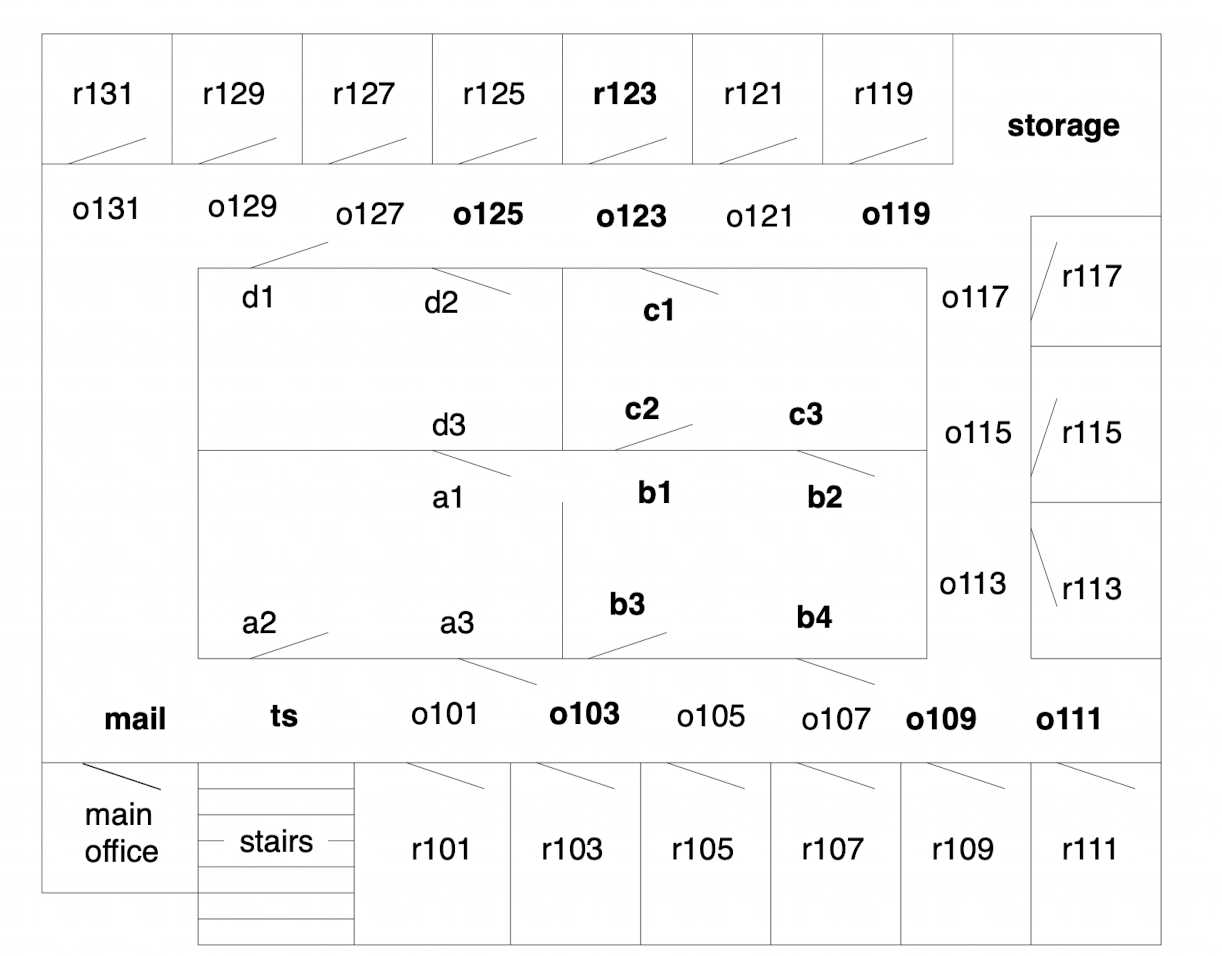 r131 r129 r127 r125 r123 r121 r119
storage
o131 o129 o127 o125 o123 o121 o119
d1 d2 c1 o117 r117
d3 c2 c3 o115 r115
a1 b1 b2
a2 a3 b3 b4 o113 r113
mail ts o101 o103 o105 o107 o109 o111
main
office
stairs r101 r103 r105 r107 r109 r111